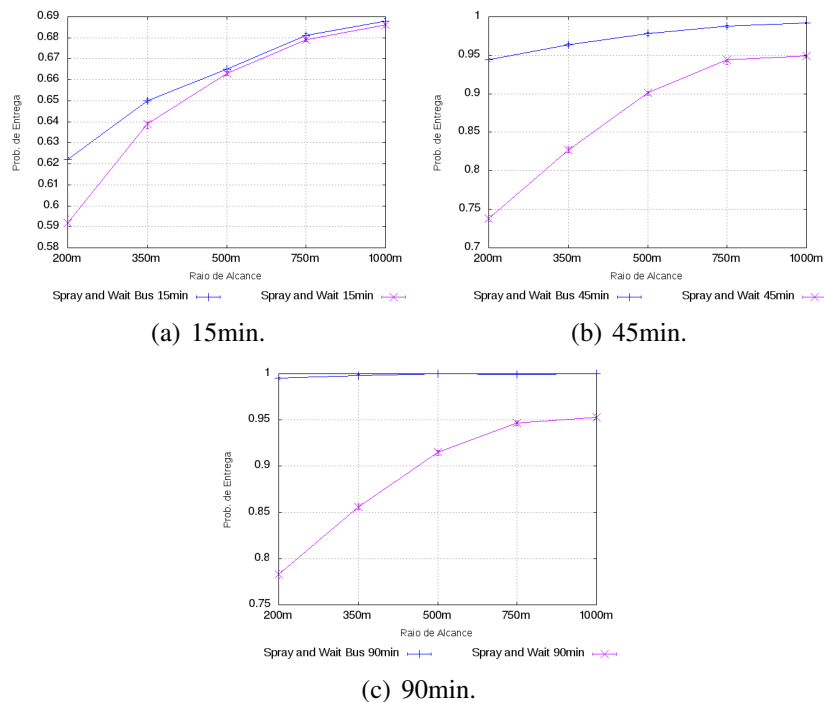 0.69
0.68
0.67
0.66
0.65
0.64
0.63
0.62
0.61
0.6
0.59
0.58
Prob. de Entrega
200m 350m 500m 750m 1000m
Raio de Alcance
Spray and Wait Bus 15min Spray and Wait 15min
(a) 15min.
1
0.95
0.9
0.85
0.8
0.75
0.7
Prob. de Entrega
200m 350m 500m 750m 1000m
Raio de Alcance
Spray and Wait Bus 45min Spray and Wait 45min
(b) 45min.
1
0.95
0.9
0.85
0.8
0.75
Prob. de Entrega
200m 350m 500m 750m 1000m
Raio de Alcance
Spray and Wait Bus 90min Spray and Wait 90min
(c) 90min.